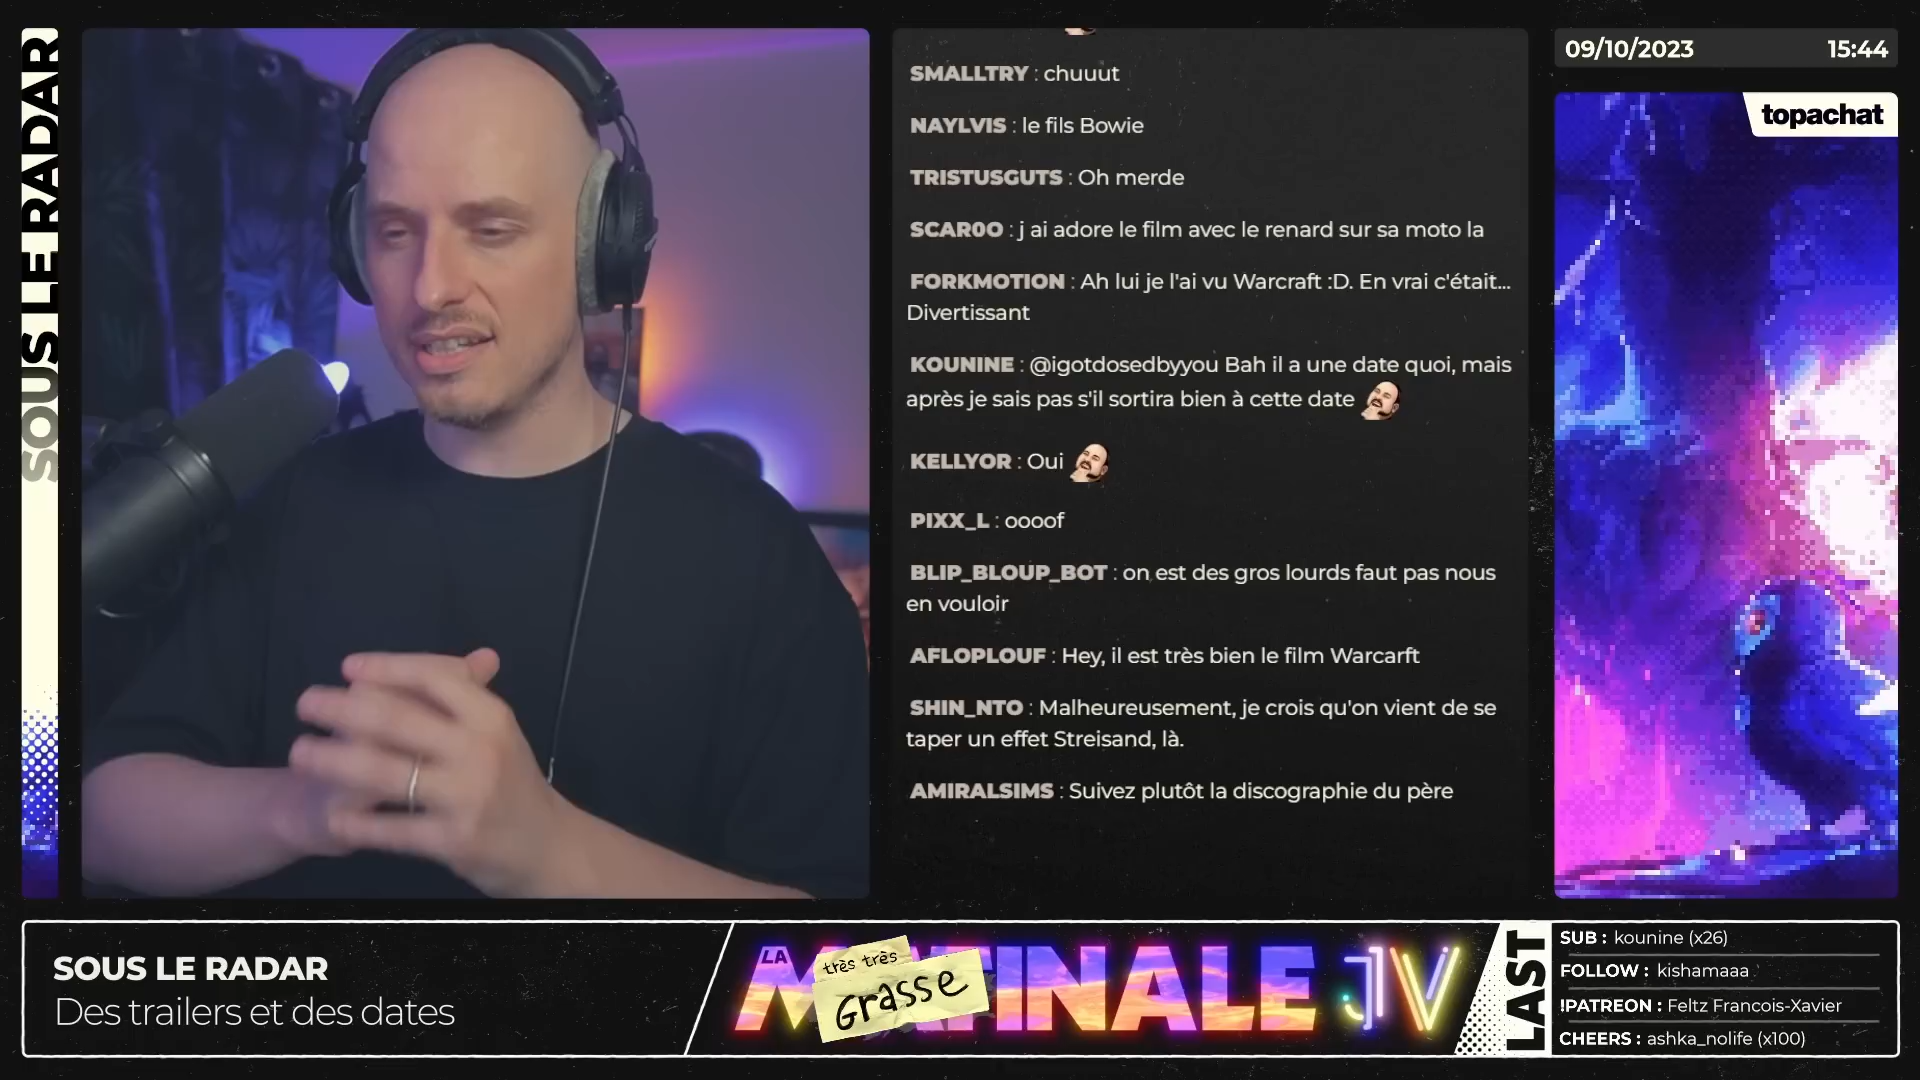 SOUS LE RADAR
SMALLTRY : chuuut
NAYLVIS : le fils Bowie
TRISTUSGUTS : Oh merde
SCAR0O : j ai adore le film avec le renard sur sa moto la
FORKMOTION : Ah lui je l'ai vu Warcraft :D. En vrai c'était...
Divertissant
KOUNINE : @igotdosedbyyou Bah il a une date quoi, mais
après je sais pas s'il sortira bien à cette date
KELLYOR : Oui
PIXX_L : oooof
BLIP_BLOUP_BOT : on est des gros lourds faut pas nous
en vouloir
AFLOPLOUF : Hey, il est très bien le film Warcarft
SHIN_NTO : Malheureusement, je crois qu'on vient de se
taper un effet Streisand, là.
AMIRALSIMS : Suivez plutôt la discographie du père
09/10/2023 15:44
topachat
SOUS LE RADAR
Des trailers et des dates
LA
MATINALE JV
très très
Grasse
LAST
SUB : kounine (x26)
FOLLOW : kishamaaa
!PATREON : Feltz Francois-Xavier
CHEERS : ashka_nolife (x100)